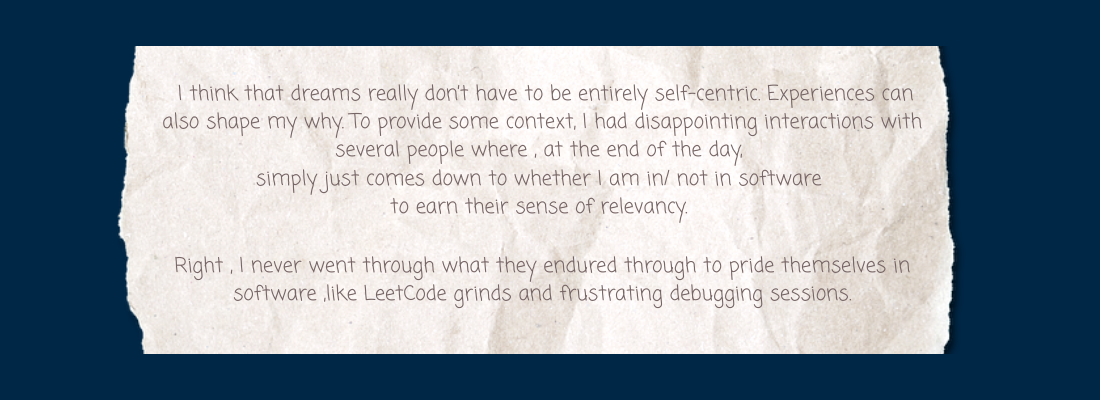 I think that dreams really don't have to be entirely self-centric. Experiences can
also shape my why. To provide some context, I had disappointing interactions with
several people where , at the end of the day,
simply just comes down to whether I am in/ not in software
to earn their sense of relevancy.
Right , I never went through what they endured through to pride themselves in
software ,like LeetCode grinds and frustrating debugging sessions.